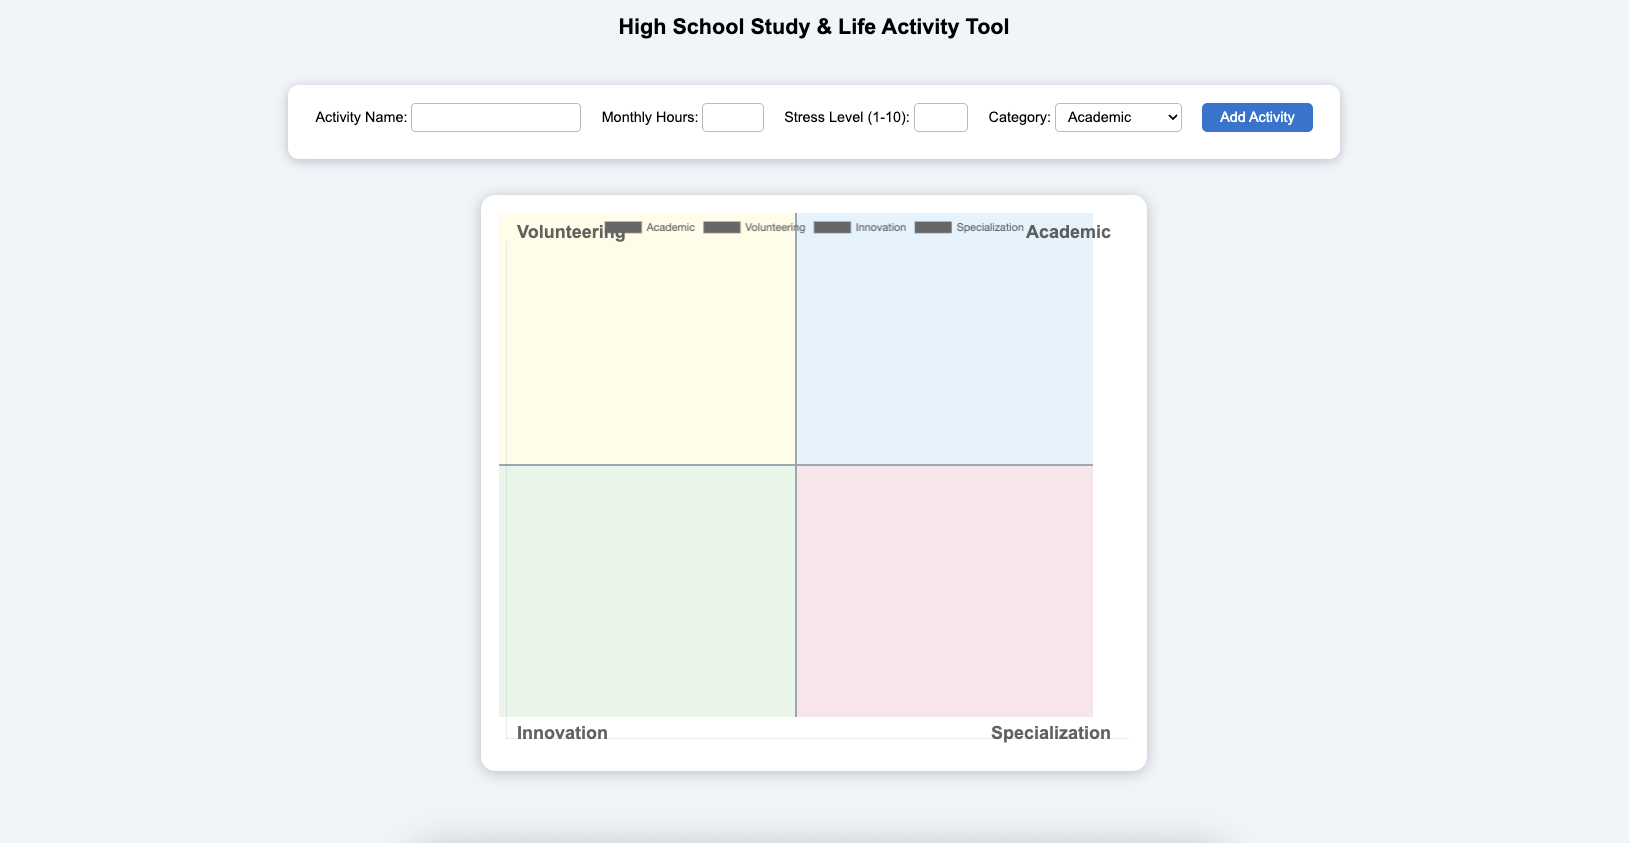 High School Study & Life Activity Tool
Activity Name: Monthly Hours: Stress Level (1-10): Category: Academic Add Activity
Volunteering Academic Volunteering Innovation Specialization Academic
Innovation Specialization